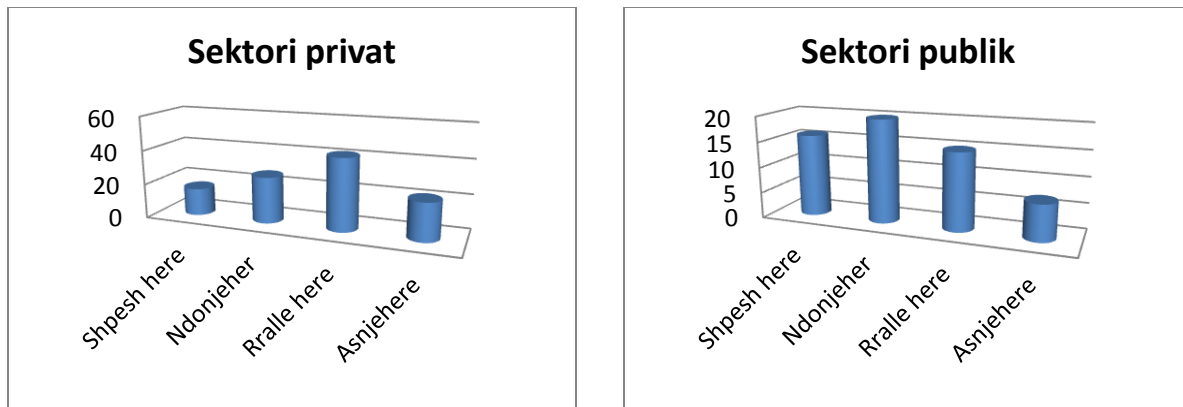 Sektori privat
60
40
20
0
Shpesh here
Ndonjeher
Rralle here
Asnjehere
Sektori publik
20
15
10
5
0
Shpesh here
Ndonjeher
Rralle here
Asnjehere